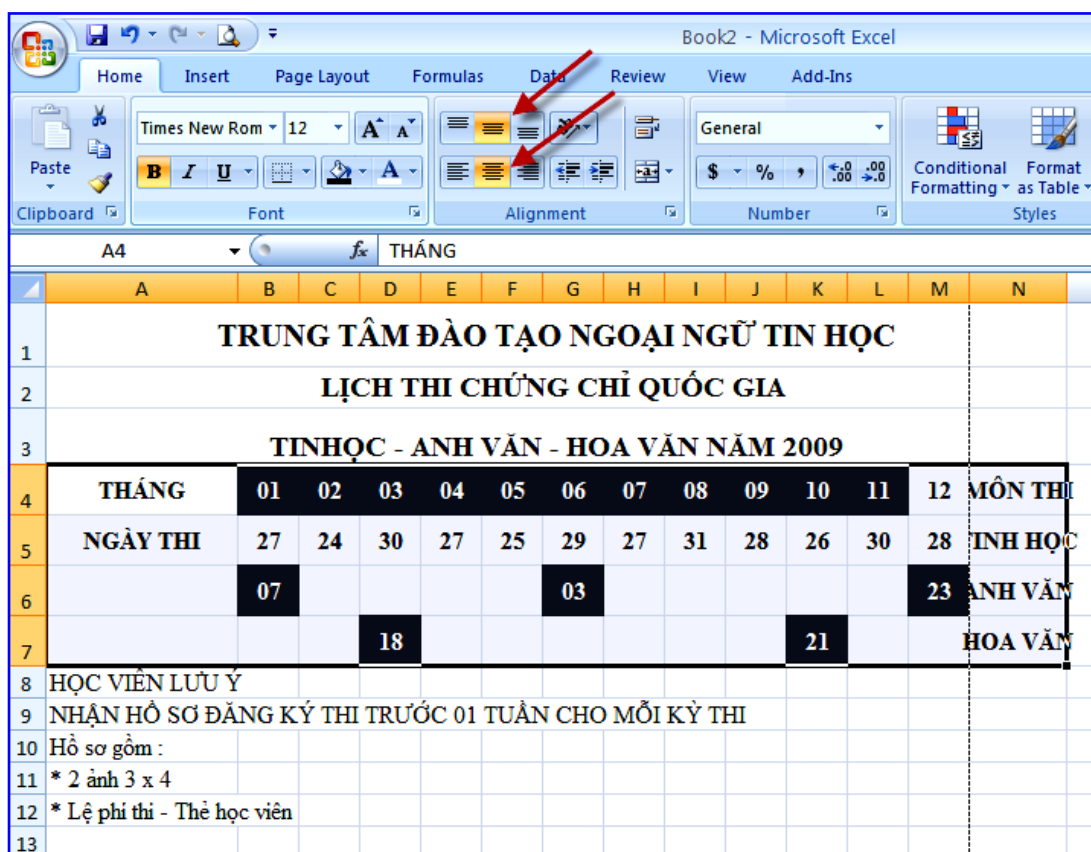 Book2 - Microsoft Excel
Home Insert Page Layout Formulas Data Review View Add-Ins
Times New Rom 12 A A General
Paste B I U A $ % , .0 .00 .00 .0 Conditional Formatting Format as Table
Clipboard Font Alignment Number Styles
A4 fx THÁNG
A B C D E F G H I J K L M N
1 TRUNG TÂM ĐÀO TẠO NGOẠI NGỮ TIN HỌC
2 LỊCH THI CHỨNG CHỈ QUỐC GIA
3 TINHỌC - ANH VĂN - HOA VĂN NĂM 2009
4 THÁNG 01 02 03 04 05 06 07 08 09 10 11 12 MÔN THI
5 NGÀY THI 27 24 30 27 25 29 27 31 28 26 30 28 TINH HỌC
6 07 03 23 ANH VĂN
7 18 21 HOA VĂN
8 HỌC VIÊN LƯU Ý
9 NHẬN HỒ SƠ ĐĂNG KÝ THI TRƯỚC 01 TUẦN CHO MỖI KỲ THI
10 Hồ sơ gồm :
11 * 2 ảnh 3 x 4
12 * Lệ phí thi - Thẻ học viên
13